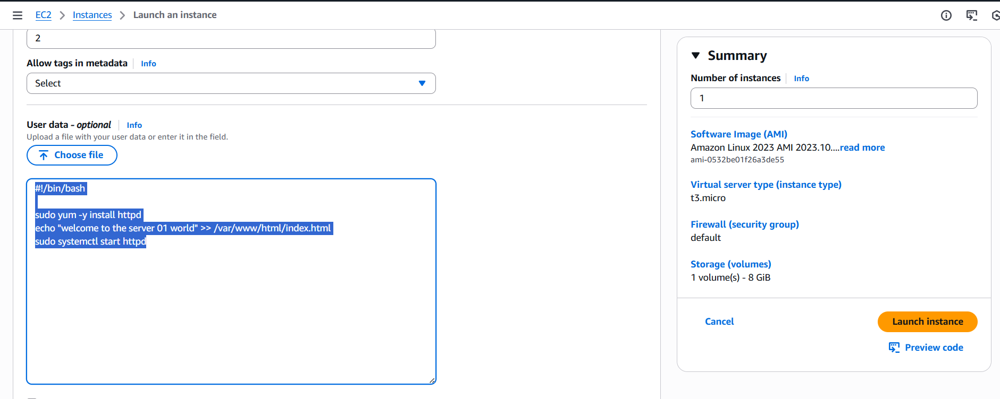 EC2 > Instances > Launch an instance
2
Allow tags in metadata | Info
Select
User data - optional | Info
Upload a file with your user data or enter it in the field.
Choose file
#!/bin/bash
sudo yum -y install httpd
echo "welcome to the server 01 world" >> /var/www/html/index.html
sudo systemctl start httpd
Summary
Number of instances | Info
1
Software Image (AMI)
Amazon Linux 2023 AMI 2023.10....read more
ami-0532be01f26a3de55
Virtual server type (instance type)
t3.micro
Firewall (security group)
default
Storage (volumes)
1 volume(s) - 8 GiB
Cancel
Launch instance
Preview code